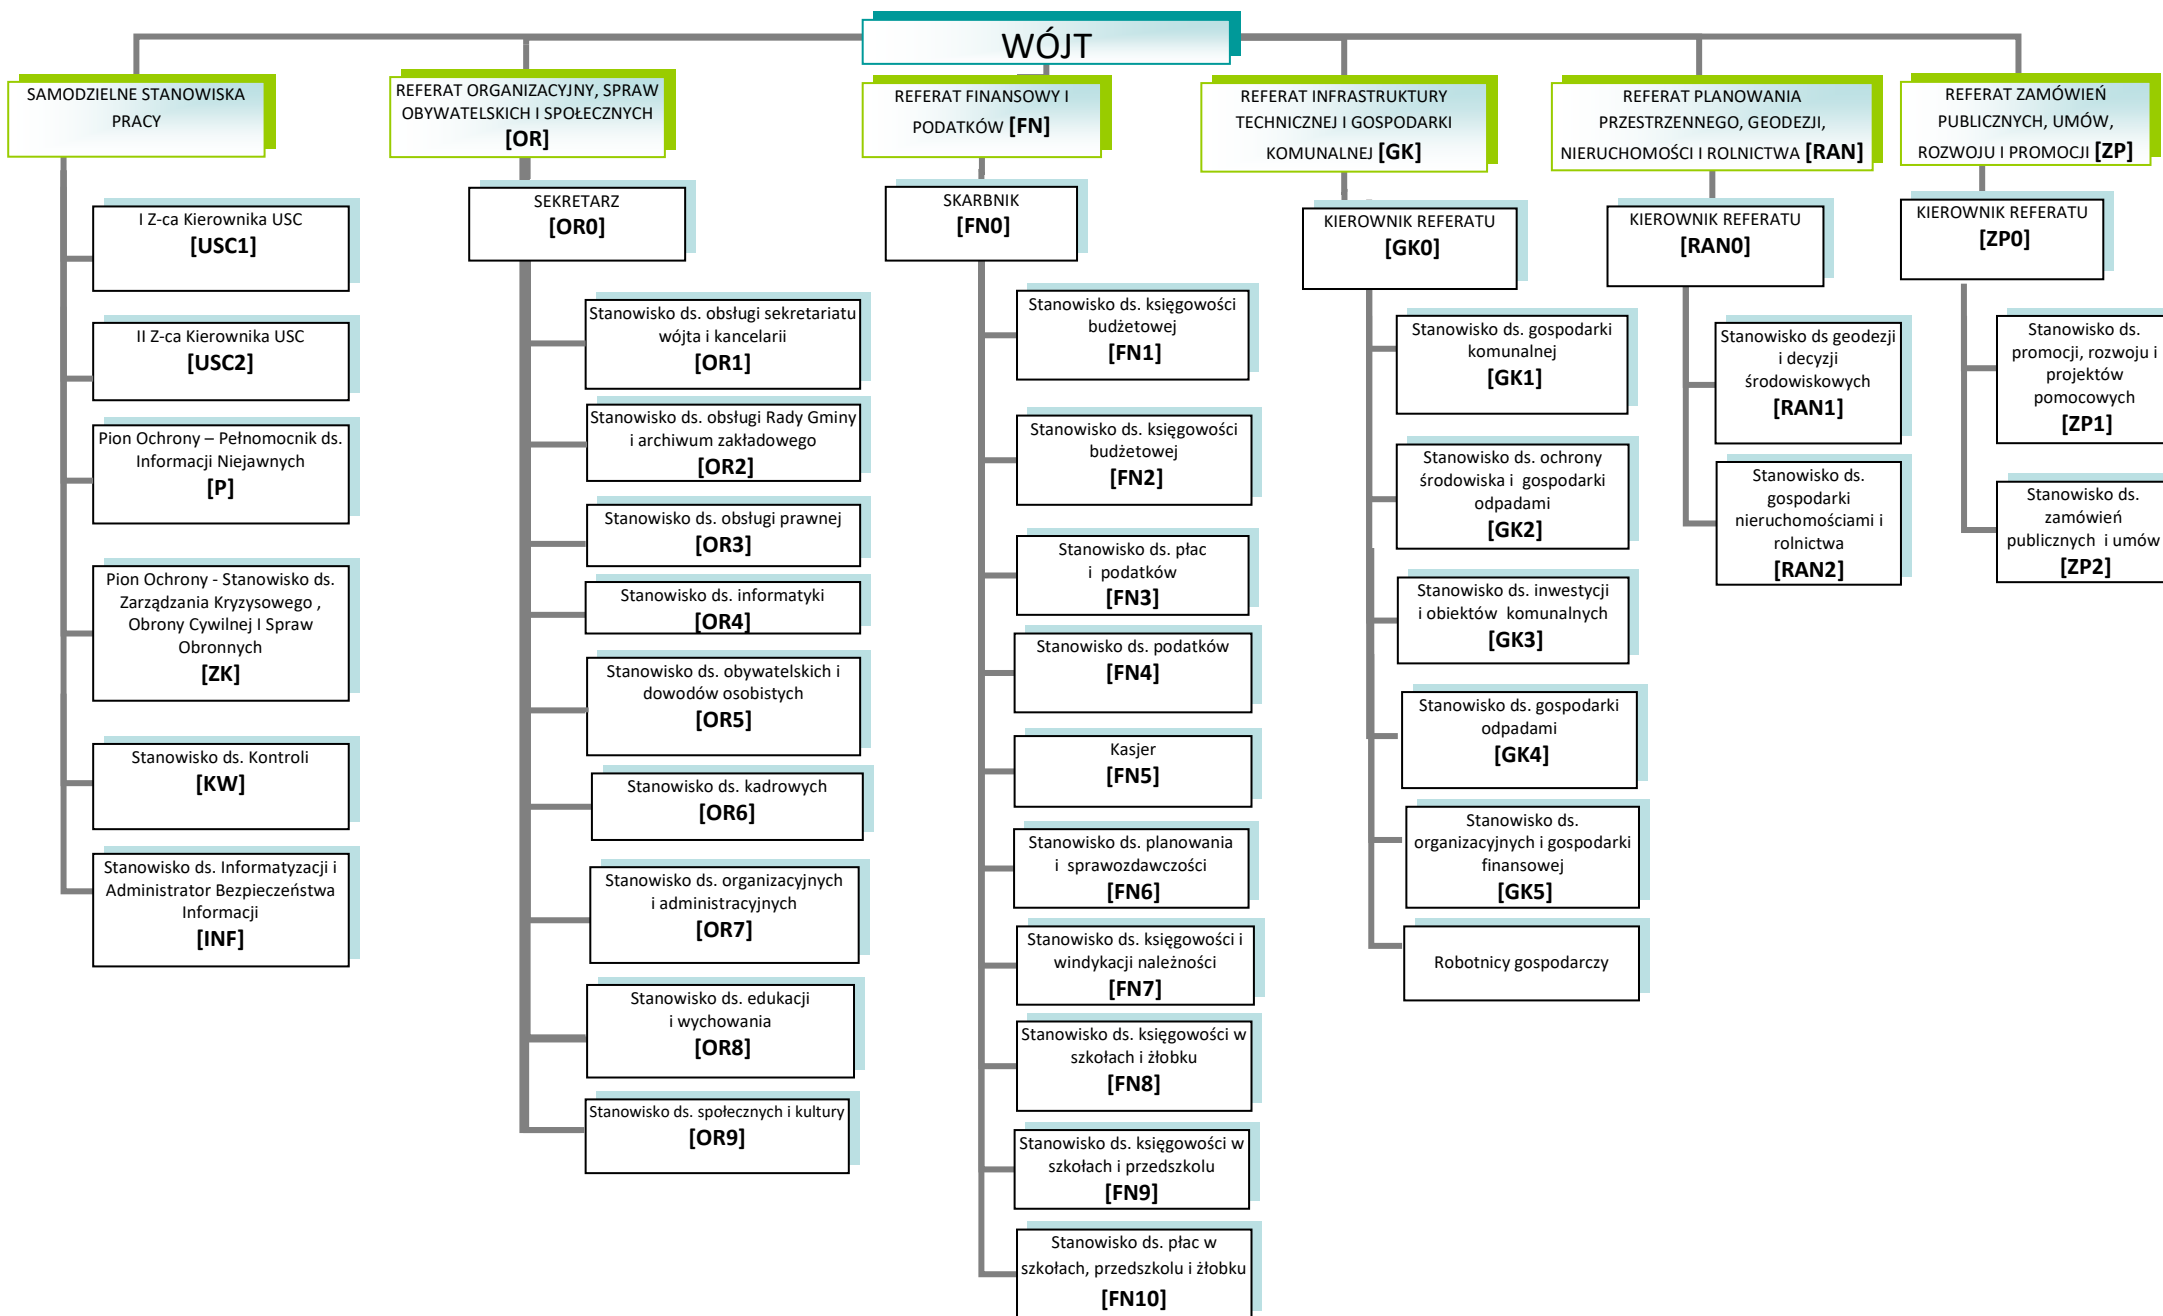 WÓJT
SAMODZIELNE STANOWISKA
PRACY
I Z-ca Kierownika USC
[USC1]
II Z-ca Kierownika USC
[USC2]
Pion Ochrony – Pełnomocnik ds.
Informacji Niejawnych
[P]
Pion Ochrony - Stanowisko ds.
Zarządzania Kryzysowego ,
Obrony Cywilnej I Spraw
Obronnych
[ZK]
Stanowisko ds. Kontroli
[KW]
Stanowisko ds. Informatyzacji i
Administrator Bezpieczeństwa
Informacji
[INF]
REFERAT ORGANIZACYJNY, SPRAW
OBYWATELSKICH I SPOŁECZNYCH
[OR]
SEKRETARZ
[OR0]
Stanowisko ds. obsługi sekretariatu
wójta i kancelarii
[OR1]
Stanowisko ds. obsługi Rady Gminy
i archiwum zakładowego
[OR2]
Stanowisko ds. obsługi prawnej
[OR3]
Stanowisko ds. informatyki
[OR4]
Stanowisko ds. obywatelskich i
dowodów osobistych
[OR5]
Stanowisko ds. kadrowych
[OR6]
Stanowisko ds. organizacyjnych
i administracyjnych
[OR7]
Stanowisko ds. edukacji
i wychowania
[OR8]
Stanowisko ds. społecznych i kultury
[OR9]
REFERAT FINANSOWY I
PODATKÓW [FN]
SKARBNIK
[FN0]
Stanowisko ds. księgowości
budżetowej
[FN1]
Stanowisko ds. księgowości
budżetowej
[FN2]
Stanowisko ds. płac
i podatków
[FN3]
Stanowisko ds. podatków
[FN4]
Kasjer
[FN5]
Stanowisko ds. planowania
i sprawozdawczości
[FN6]
Stanowisko ds. księgowości i
windykacji należności
[FN7]
Stanowisko ds. księgowości w
szkołach i żłobku
[FN8]
Stanowisko ds. księgowości w
szkołach i przedszkolu
[FN9]
Stanowisko ds. płac w
szkołach, przedszkolu i żłobku
[FN10]
REFERAT INFRASTRUKTURY
TECHNICZNEJ I GOSPODARKI
KOMUNALNEJ [GK]
KIEROWNIK REFERATU
[GK0]
Stanowisko ds. gospodarki
komunalnej
[GK1]
Stanowisko ds. ochrony
środowiska i gospodarki
odpadami
[GK2]
Stanowisko ds. inwestycji
i obiektów komunalnych
[GK3]
Stanowisko ds. gospodarki
odpadami
[GK4]
Stanowisko ds.
organizacyjnych i gospodarki
finansowej
[GK5]
Robotnicy gospodarczy
REFERAT PLANOWANIA
PRZESTRZENNEGO, GEODEZJI,
NIERUCHOMOŚCI I ROLNICTWA [RAN]
KIEROWNIK REFERATU
[RAN0]
Stanowisko ds geodezji
i decyzji
środowiskowych
[RAN1]
Stanowisko ds.
gospodarki
nieruchomościami i
rolnictwa
[RAN2]
REFERAT ZAMÓWIEŃ
PUBLICZNYCH, UMÓW,
ROZWOJU I PROMOCJI [ZP]
KIEROWNIK REFERATU
[ZP0]
Stanowisko ds.
promocji, rozwoju i
projektów
pomocowych
[ZP1]
Stanowisko ds.
zamówień
publicznych i umów
[ZP2]